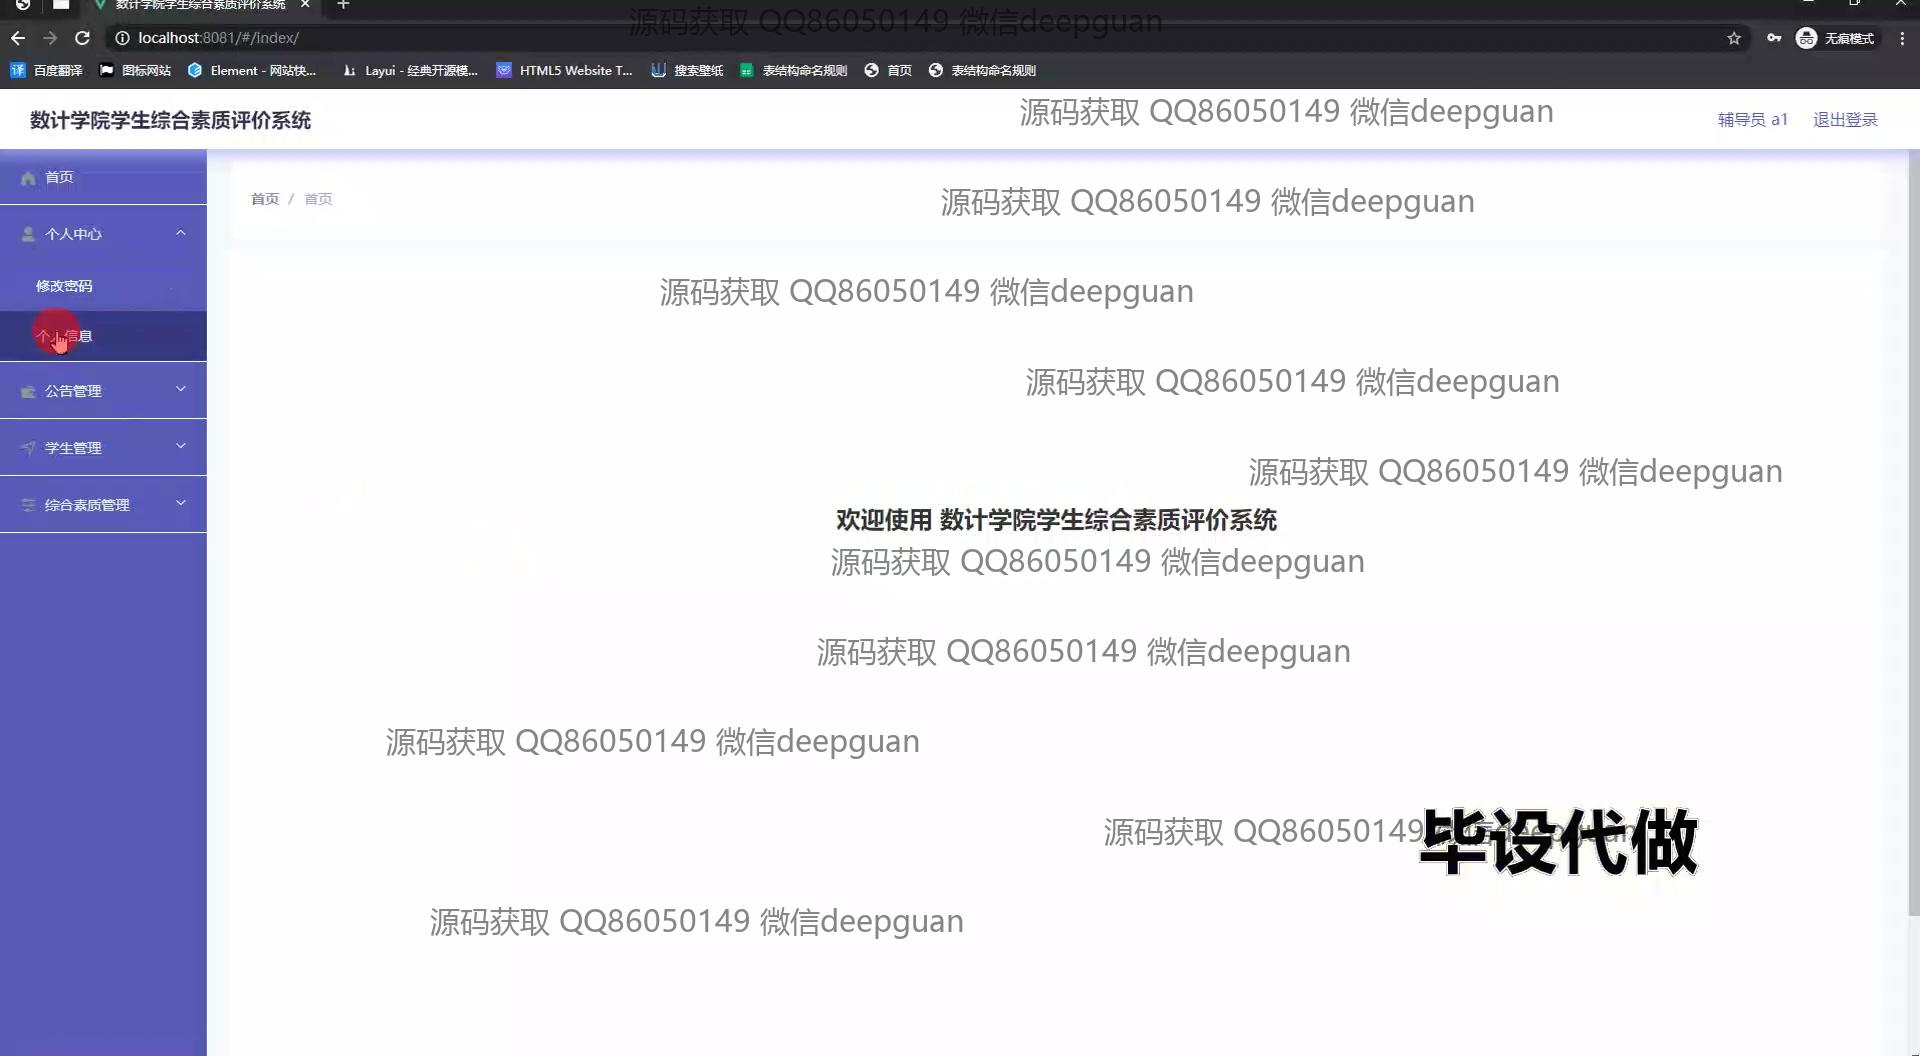 数计学院学生综合素质评价系统
源码获取 QQ86050149 微信deepguan
localhost:8081/#/index/
无痕模式
百度翻译 图标网站 Element - 网站快... Layui - 经典开源模... HTML5 Website T... 搜索壁纸 表结构命名规则 首页 表结构命名规则
数计学院学生综合素质评价系统
源码获取 QQ86050149 微信deepguan
辅导员 a1 退出登录
首页
首页 / 首页
源码获取 QQ86050149 微信deepguan
个人中心
修改密码
源码获取 QQ86050149 微信deepguan
个人信息
公告管理
源码获取 QQ86050149 微信deepguan
学生管理
源码获取 QQ86050149 微信deepguan
综合素质管理
欢迎使用 数计学院学生综合素质评价系统
源码获取 QQ86050149 微信deepguan
源码获取 QQ86050149 微信deepguan
源码获取 QQ86050149 微信deepguan
源码获取 QQ86050149
毕设代做
源码获取 QQ86050149 微信deepguan